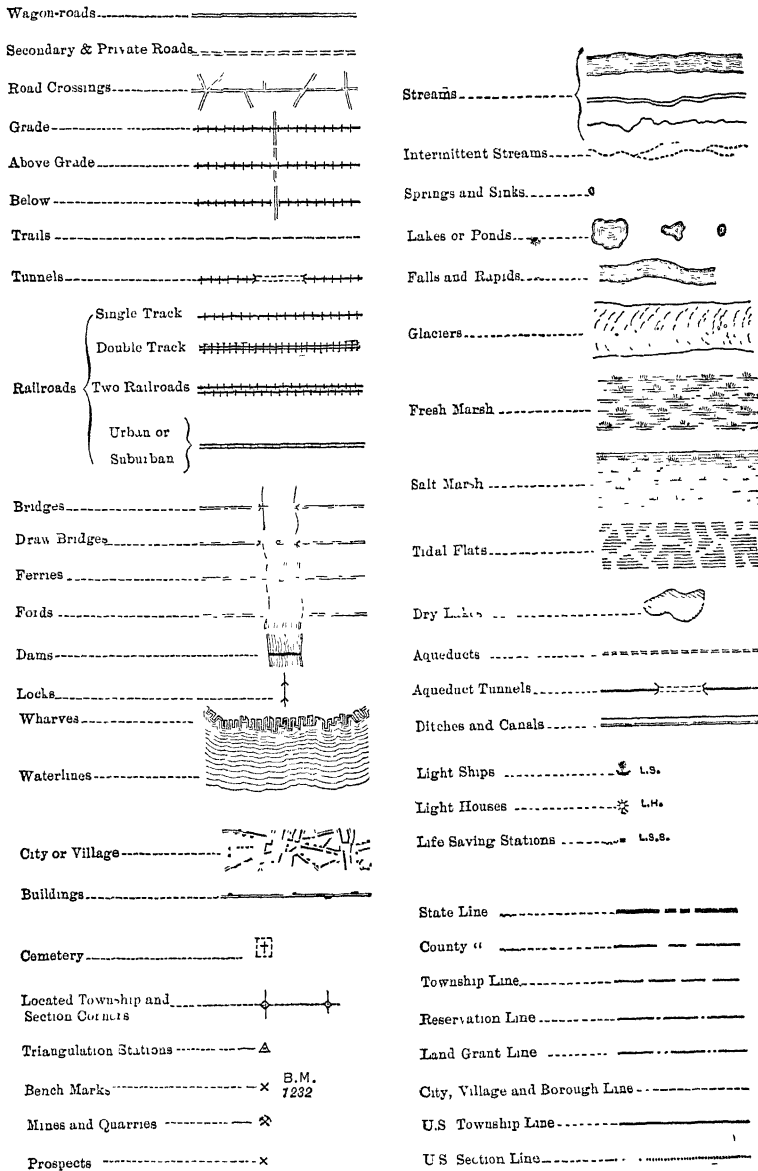 Wagon-roads
Secondary & Private Roads
Road Crossings
Grade
Above Grade
Below
Trails
Tunnels
Single Track
Double Track
Railroads
Two Railroads
Urban or
Suburban
Bridges
Draw Bridges
Ferries
Fords
Dams
Locks
Wharves
Waterlines
City or Village
Buildings
Cemetery
Located Township and
Section Corners
Triangulation Stations
Bench Marks
B.M.
1232
Mines and Quarries
Prospects
Streams
Intermittent Streams
Springs and Sinks
Lakes or Ponds
Falls and Rapids
Glaciers
Fresh Marsh
Salt Marsh
Tidal Flats
Dry Lakes
Aqueducts
Aqueduct Tunnels
Ditches and Canals
Light Ships L.S.
Light Houses L.H.
Life Saving Stations L.S.S.
State Line
County "
Township Line
Reservation Line
Land Grant Line
City, Village and Borough Line
U.S Township Line
U S Section Line